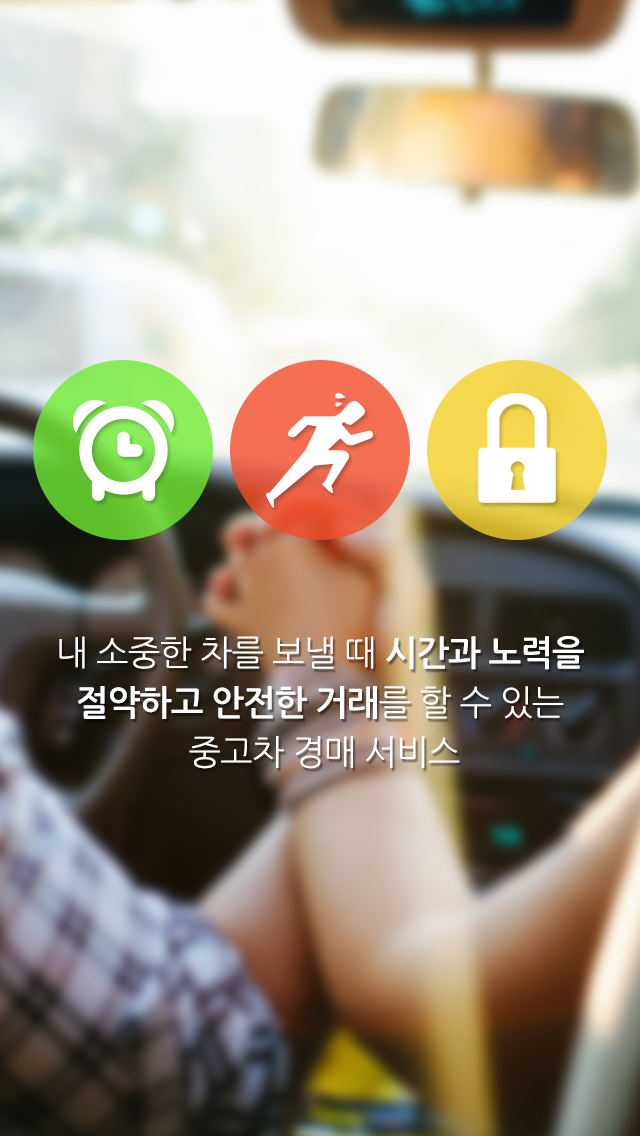 내 소중한 차를 보낼 때 시간과 노력을
절약하고 안전한 거래를 할 수 있는
중고차 경매 서비스